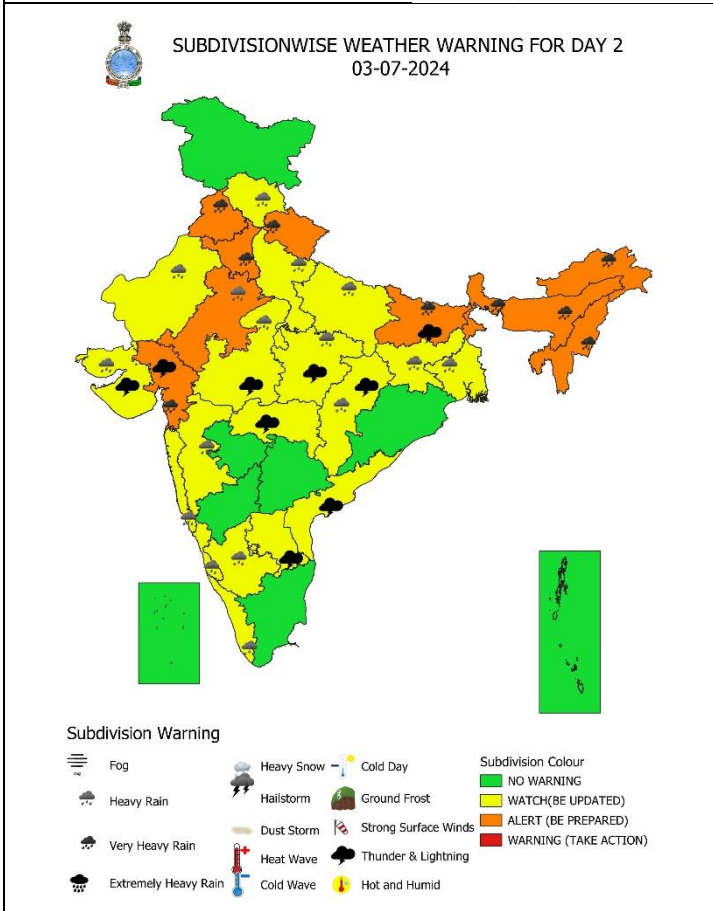 SUBDIVISIONWISE WEATHER WARNING FOR DAY 2
03-07-2024
Subdivision Warning
Fog
Heavy Rain
Very Heavy Rain
Extremely Heavy Rain
Heavy Snow
Hailstorm
Dust Storm
Heat Wave
Cold Wave
Cold Day
Ground Frost
Strong Surface Winds
Thunder & Lightning
Hot and Humid
Subdivision Colour
NO WARNING
WATCH(BE UPDATED)
ALERT (BE PREPARED)
WARNING (TAKE ACTION)